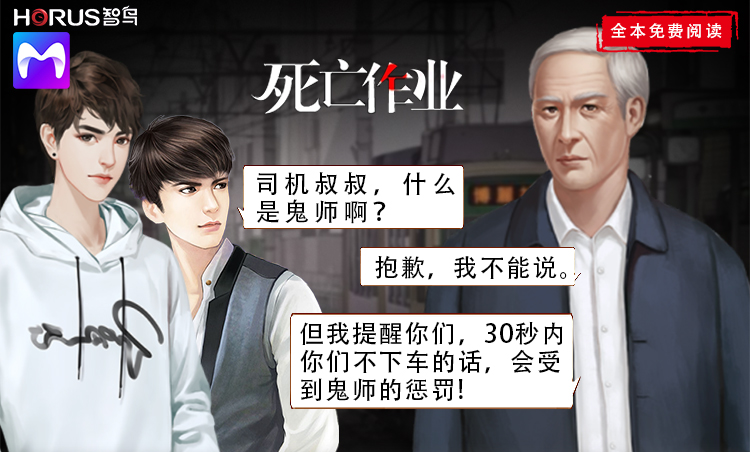 HORUS智鸟
全本免费阅读
死亡作业
司机叔叔，什么
是鬼师啊？
抱歉，我不能说。
但我提醒你们，30秒内
你们不下车的话，会受
到鬼师的惩罚！